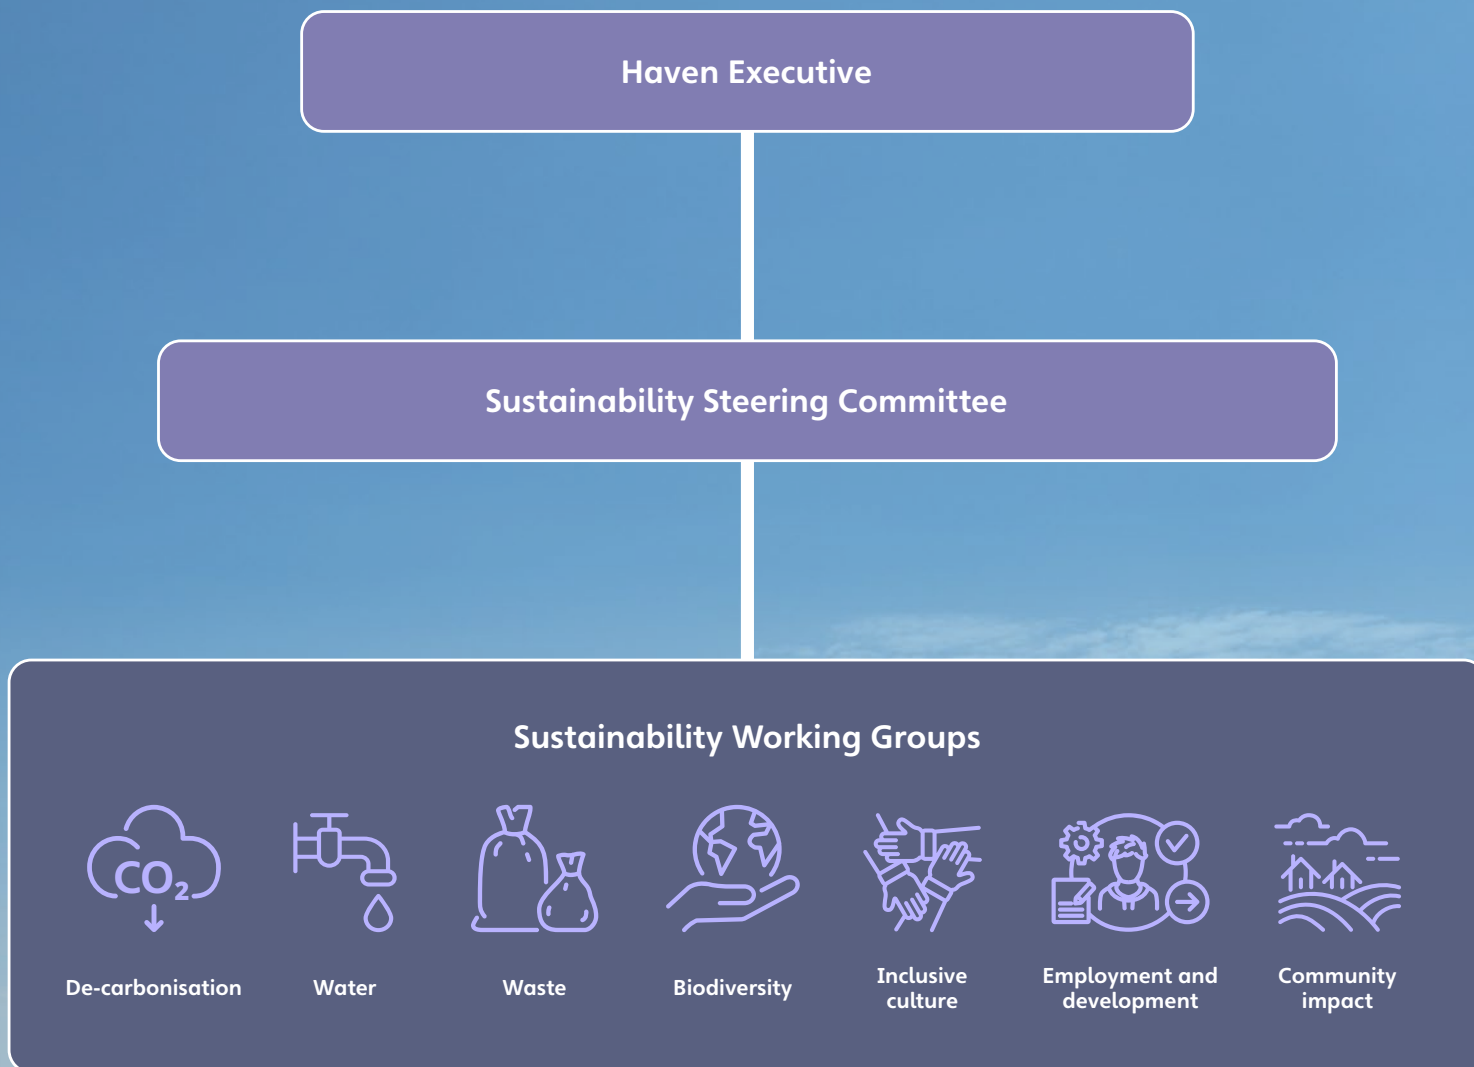 Haven Executive
Sustainability Steering Committee
Sustainability Working Groups
CO₂
De-carbonisation
Water
Waste
Biodiversity
Inclusive
culture
Employment and
development
Community
impact